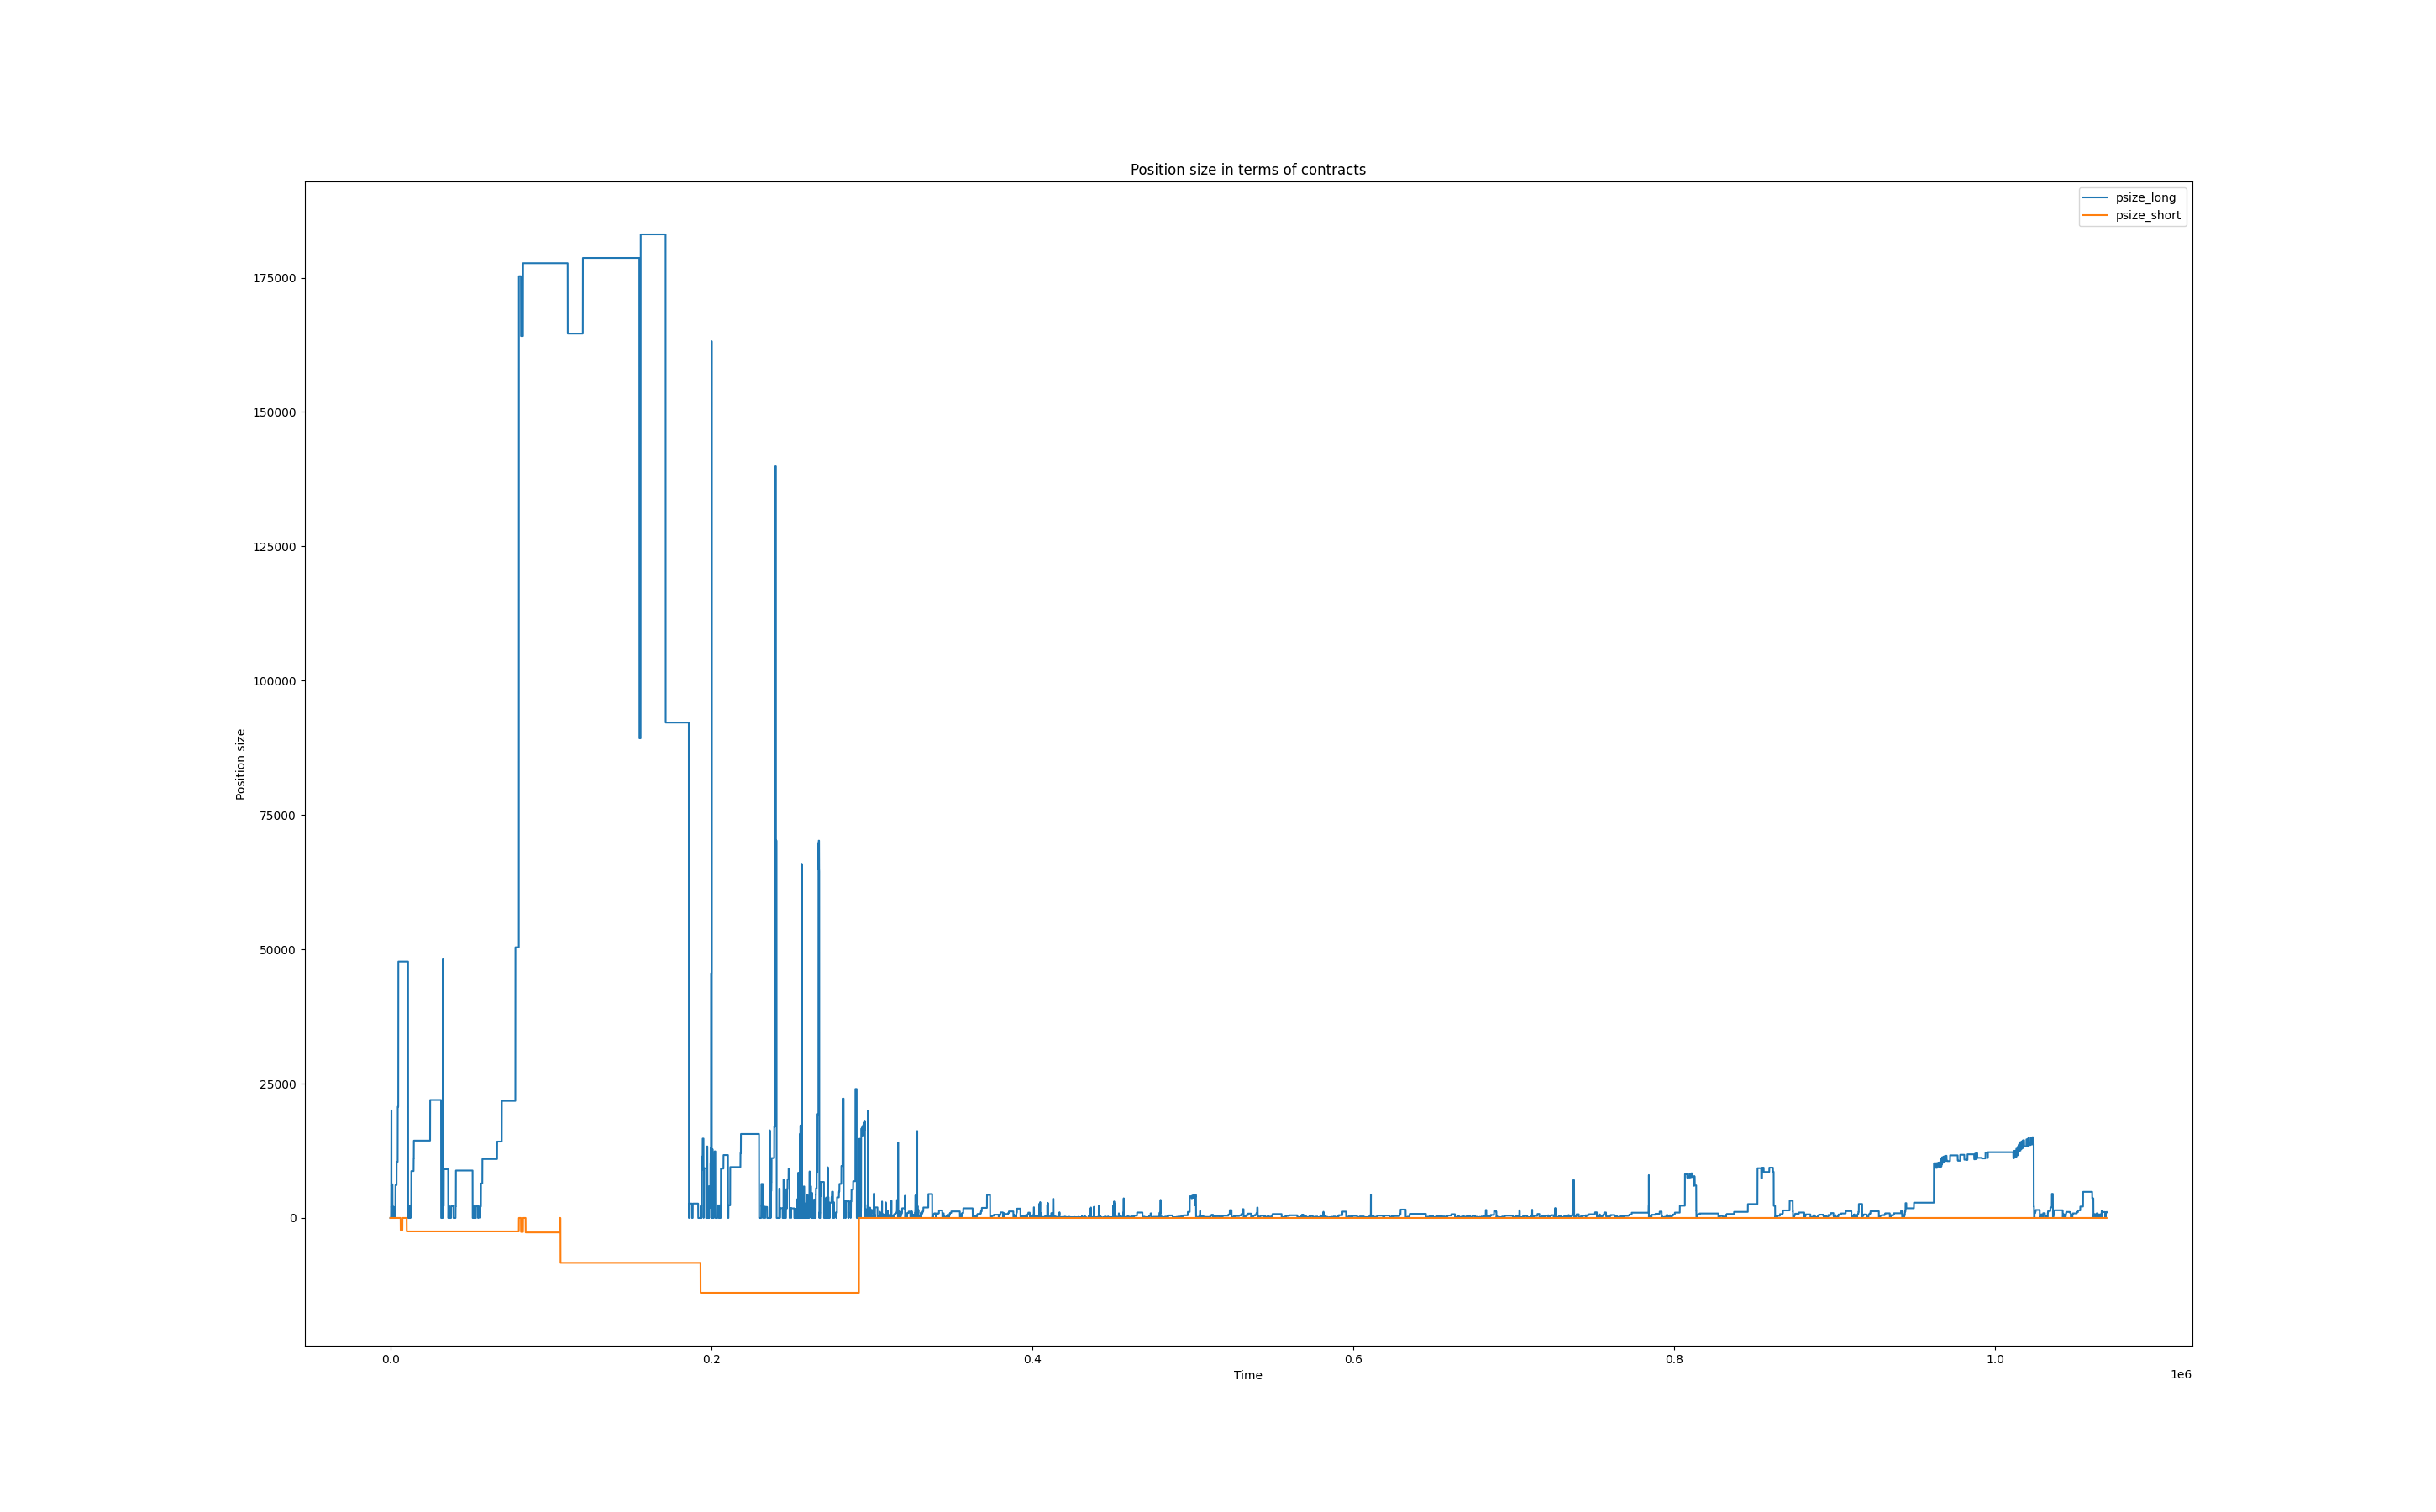 Position size in terms of contracts
psize_long
psize_short
175000
150000
125000
100000
75000
50000
25000
0
Position size
0.0 0.2 0.4 0.6 0.8 1.0
Time
1e6